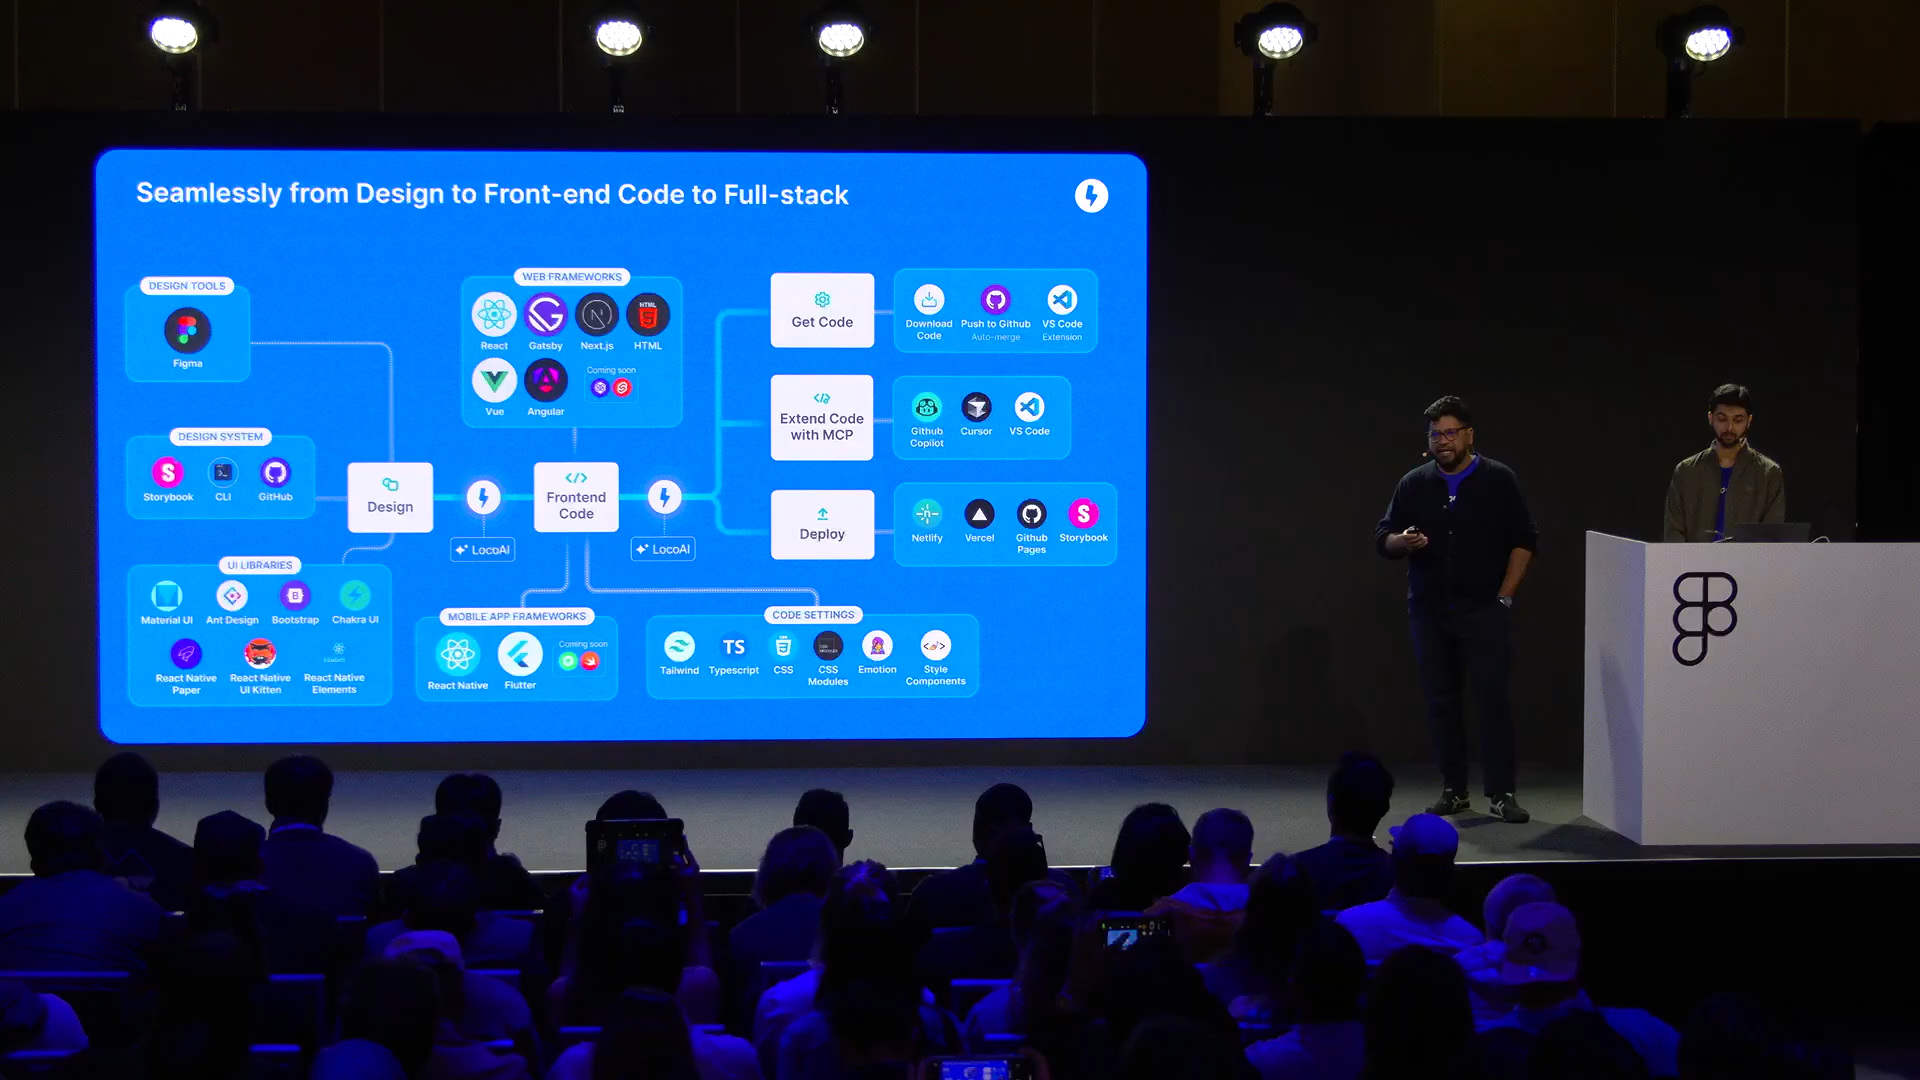 Seamlessly from Design to Front-end Code to Full-stack
DESIGN TOOLS
Figma
DESIGN SYSTEM
Storybook
CLI
GitHub
UI LIBRARIES
Material UI
Ant Design
Bootstrap
Chakra UI
React Native
Paper
React Native
UI Kitten
React Native
Elements
Design
LocoAI
WEB FRAMEWORKS
React
Gatsby
Next.js
HTML
HTML
Vue
Angular
Coming soon
Frontend
Code
LocoAI
MOBILE APP FRAMEWORKS
React Native
Flutter
Coming soon
CODE SETTINGS
Tailwind
TS
Typescript
CSS
CSS
Modules
Emotion
Style
Components
Get Code
Download
Code
Push to Github
Auto-merge
VS Code
Extension
Extend Code
with MCP
Github
Copilot
Cursor
VS Code
Deploy
Netlify
Vercel
Github
Pages
Storybook